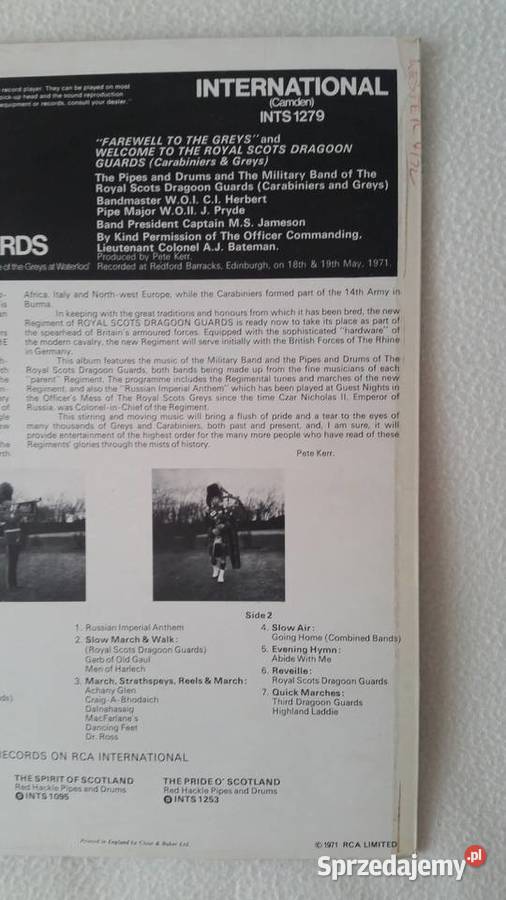 record player. They can be played on most
pick-up head and the sound reproduction
equipment or records, consult your dealer."
INTERNATIONAL
(Camden)
INTS 1279
"FAREWELL TO THE GREYS" and
WELCOME TO THE ROYAL SCOTS DRAGOON
GUARDS (Carabiniers & Greys)
The Pipes and Drums and The Military Band of The
Royal Scots Dragoon Guards (Carabiniers and Greys)
Bandmaster W.O.I. C.I. Herbert
Pipe Major W.O.II. J. Pryde
Band President Captain M.S. Jameson
By Kind Permission of The Officer Commanding,
Lieutenant Colonel A.J. Bateman.
Produced by Pete Kerr.
RDS
e of the Greys at Waterloo'
Recorded at Redford Barracks, Edinburgh, on 18th & 19th May, 1971.
Africa, Italy and North-west Europe, while the Carabiniers formed part of the 14th Army in
Burma.
In keeping with the great traditions and honours from which it has been bred, the new
Regiment of ROYAL SCOTS DRAGOON GUARDS is ready now to take its place as part of
the spearhead of Britain's armoured forces. Equipped with the sophisticated "hardware" of
the modern cavalry, the new Regiment will serve initially with the British Forces of The Rhine
in Germany.
This album features the music of the Military Band and the Pipes and Drums of The
Royal Scots Dragoon Guards, both bands being made up from the fine musicians of each
"parent" Regiment. The programme includes the Regimental tunes and marches of the new
Regiment, and also the "Russian Imperial Anthem" which has been played at Guest Nights in
the Officer's Mess of The Royal Scots Greys since the time Czar Nicholas II, Emperor of
Russia, was Colonel-in-Chief of the Regiment.
This stirring and moving music will bring a flush of pride and a tear to the eyes of
many thousands of Greys and Carabiniers, both past and present, and, I am sure, it will
provide entertainment of the highest order for the many more people who have read of these
Regiments' glories through the mists of history.
Pete Kerr.
Side 2
1. Russian Imperial Anthem
2. Slow March & Walk:
(Royal Scots Dragoon Guards)
Garb of Old Gaul
Men of Harlech
3. March, Strathspeys, Reels & March:
Achany Glen
Craig-A-Bhodaich
Dalnahasaig
MacFarlane's
Dancing Feet
Dr. Ross
4. Slow Air:
Going Home (Combined Bands)
5. Evening Hymn:
Abide With Me
6. Reveille:
Royal Scots Dragoon Guards
7. Quick Marches:
Third Dragoon Guards
Highland Laddie
ds)
RECORDS ON RCA INTERNATIONAL
THE SPIRIT OF SCOTLAND
Red Hackle Pipes and Drums
INTS 1095
THE PRIDE O' SCOTLAND
Red Hackle Pipes and Drums
INTS 1253
Printed in England by Clout & Baker Ltd.
© 1971 RCA LIMITED
Sprzedajemy.pl